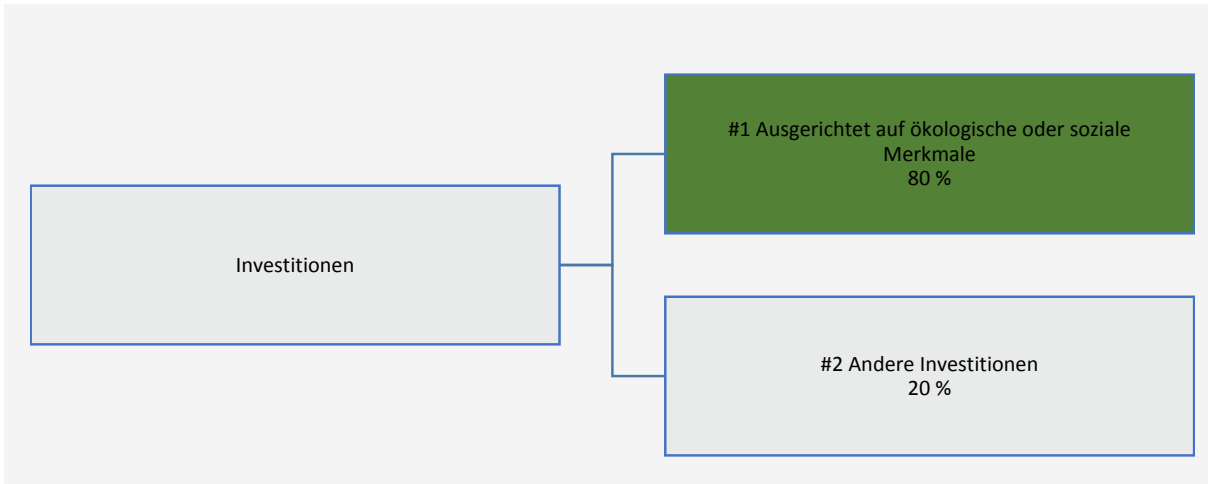 Investitionen
#1 Ausgerichtet auf ökologische oder soziale
Merkmale
80 %
#2 Andere Investitionen
20 %